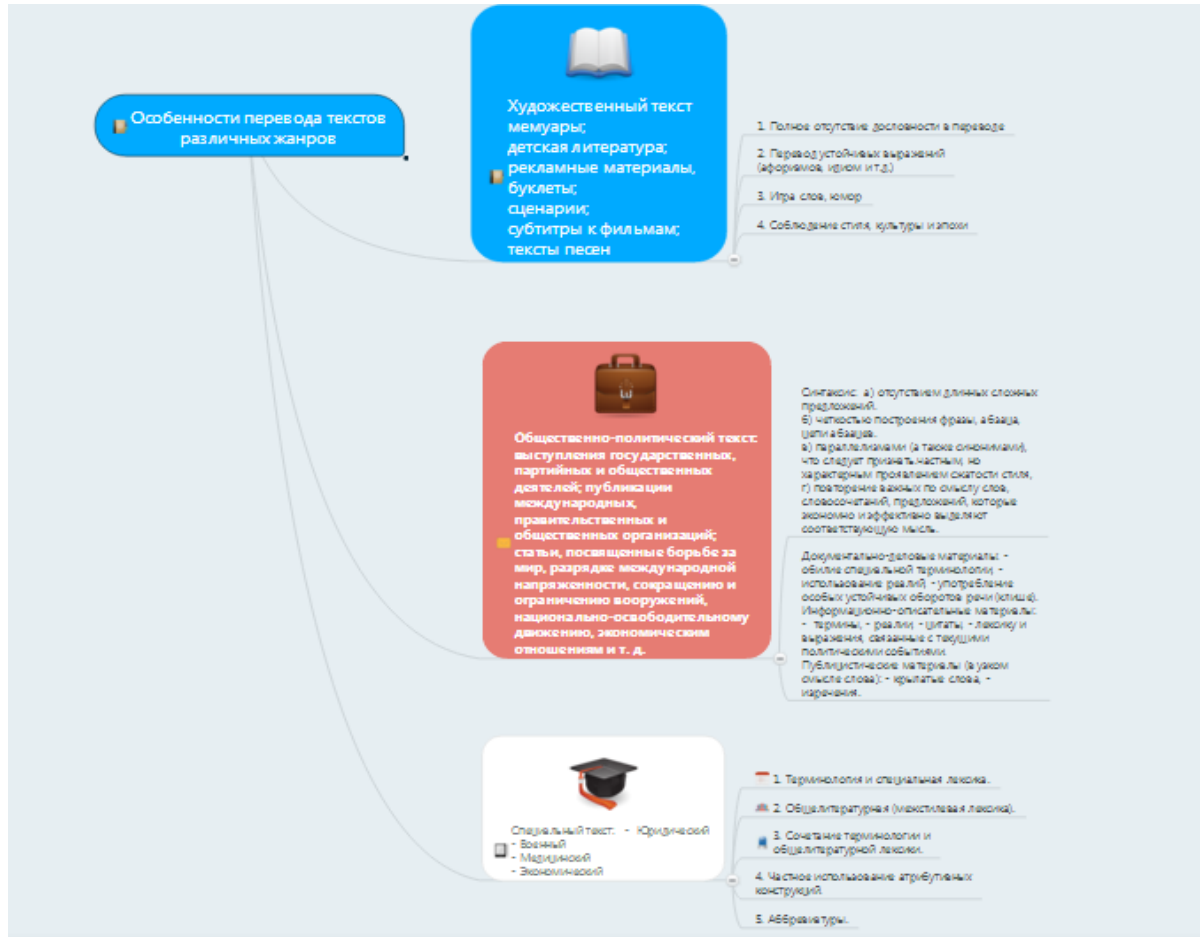 Особенности перевода текстов
различных жанров
Художественный текст
мемуары;
детская литература;
рекламные материалы,
буклеты;
сценарии;
субтитры к фильмам;
тексты песен
1. Полное отсутствие дословности в переводе
2. Перевод устойчивых выражений
(афоризмов, идиом и т.д.)
3. Игра слов, юмор
4. Соблюдение стиля, культуры и эпохи
Общественно-политический текст:
выступления государственных,
партийных и общественных
деятелей; публикации
международных,
правительственных и
общественных организаций;
статьи, посвященные борьбе за
мир, разрядке международной
напряженности, сокращению и
ограничению вооружений,
национально-освободительному
движению, экономическим
отношениям и т. д.
Синтаксис: а) отсутствием длинных сложных
предложений.
б) четкостью построения фразы, абзаца,
цепи абзацев.
в) параллелизмами (а также синонимами),
что следует признать.частным, но
характерным проявлением сжатости стиля,
г) повторение важных по смыслу слов,
словосочетаний, предложений, которые
экономно и эффективно выделяют
соответствующую мысль.
Документально-деловые материалы: -
обилие специальной терминологии, -
использование реалий, - употребление
особых устойчивых оборотов речи (клише).
Информационно-описательные материалы:
- термины, - реалии, - цитаты, - лексику и
выражения, связанные с текущими
политическими событиями.
Публицистические материалы (в узком
смысле слова): - крылатые слова, -
изречения.
Специальный текст: - Юридический
- Военный
- Медицинский
- Экономический
1. Терминология и специальная лексика.
2. Общелитературная (межстилевая лексика).
3. Сочетание терминологии и
общелитературной лексики.
4. Частное использование атрибутивных
конструкций
5. Аббревиатуры.